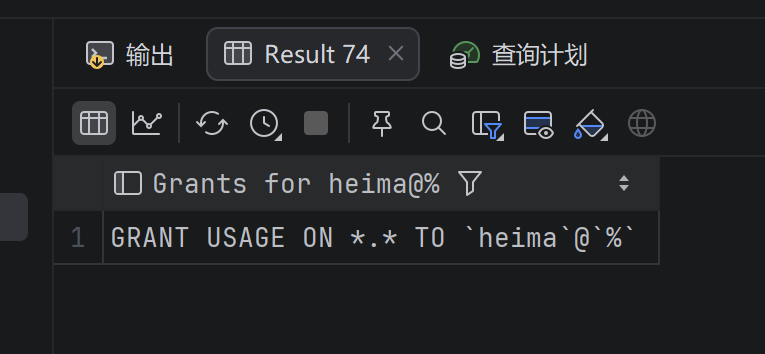 输出 Result 74 查询计划
Grants for heima@%
1 GRANT USAGE ON *.* TO `heima`@`%`